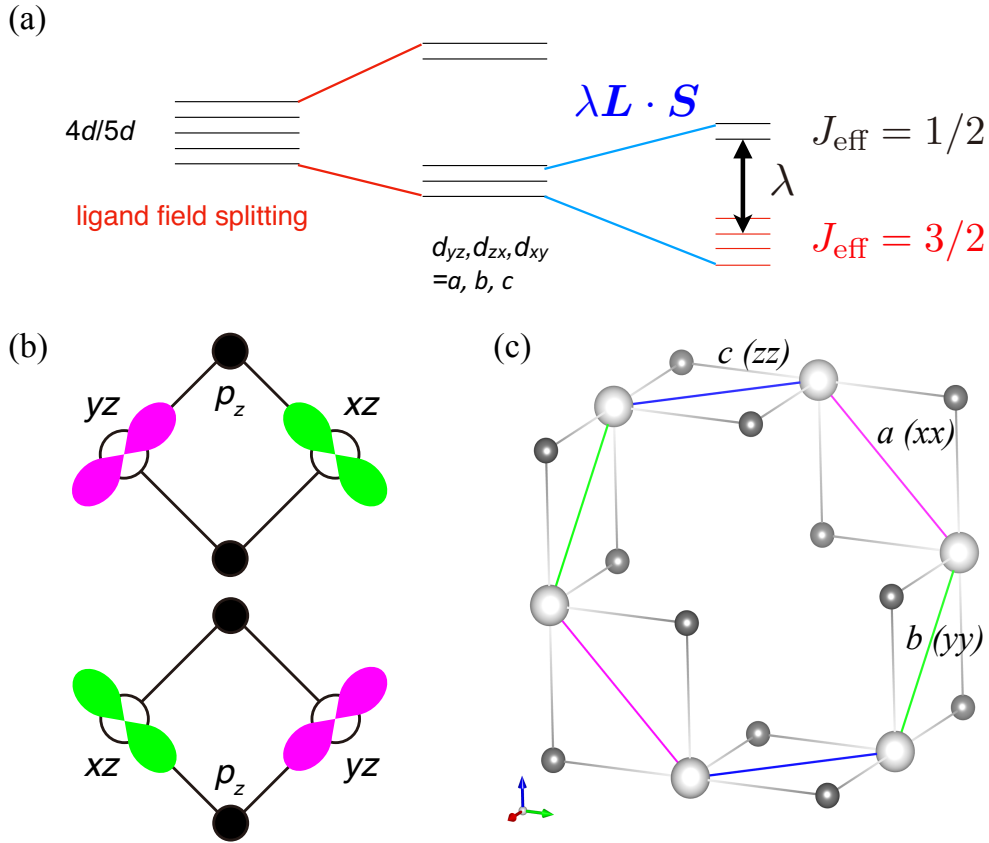 (a)
4d/5d
ligand field splitting
d_yz,d_zx,d_xy
=a, b, c
λL · S
J_eff = 1/2
λ
J_eff = 3/2
(b)
yz
p_z
xz
xz
p_z
yz
(c)
c (zz)
a (xx)
b (yy)